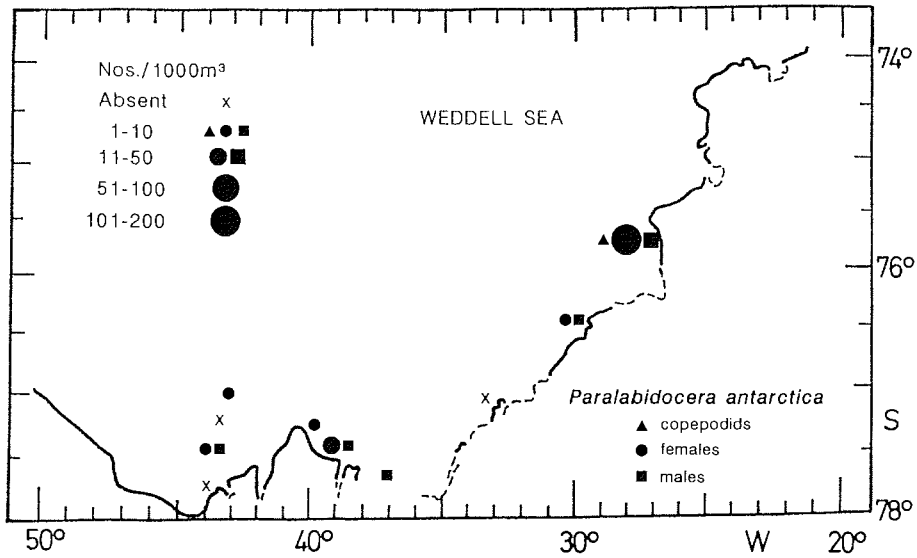 74°
Nos./1000m³
Absent x
1-10
11-50
51-100
101-200
WEDDELL SEA
76°
x
x
x
Paralabidocera antarctica
copepodids
females
males
S
78°
50° 40° 30° W 20°